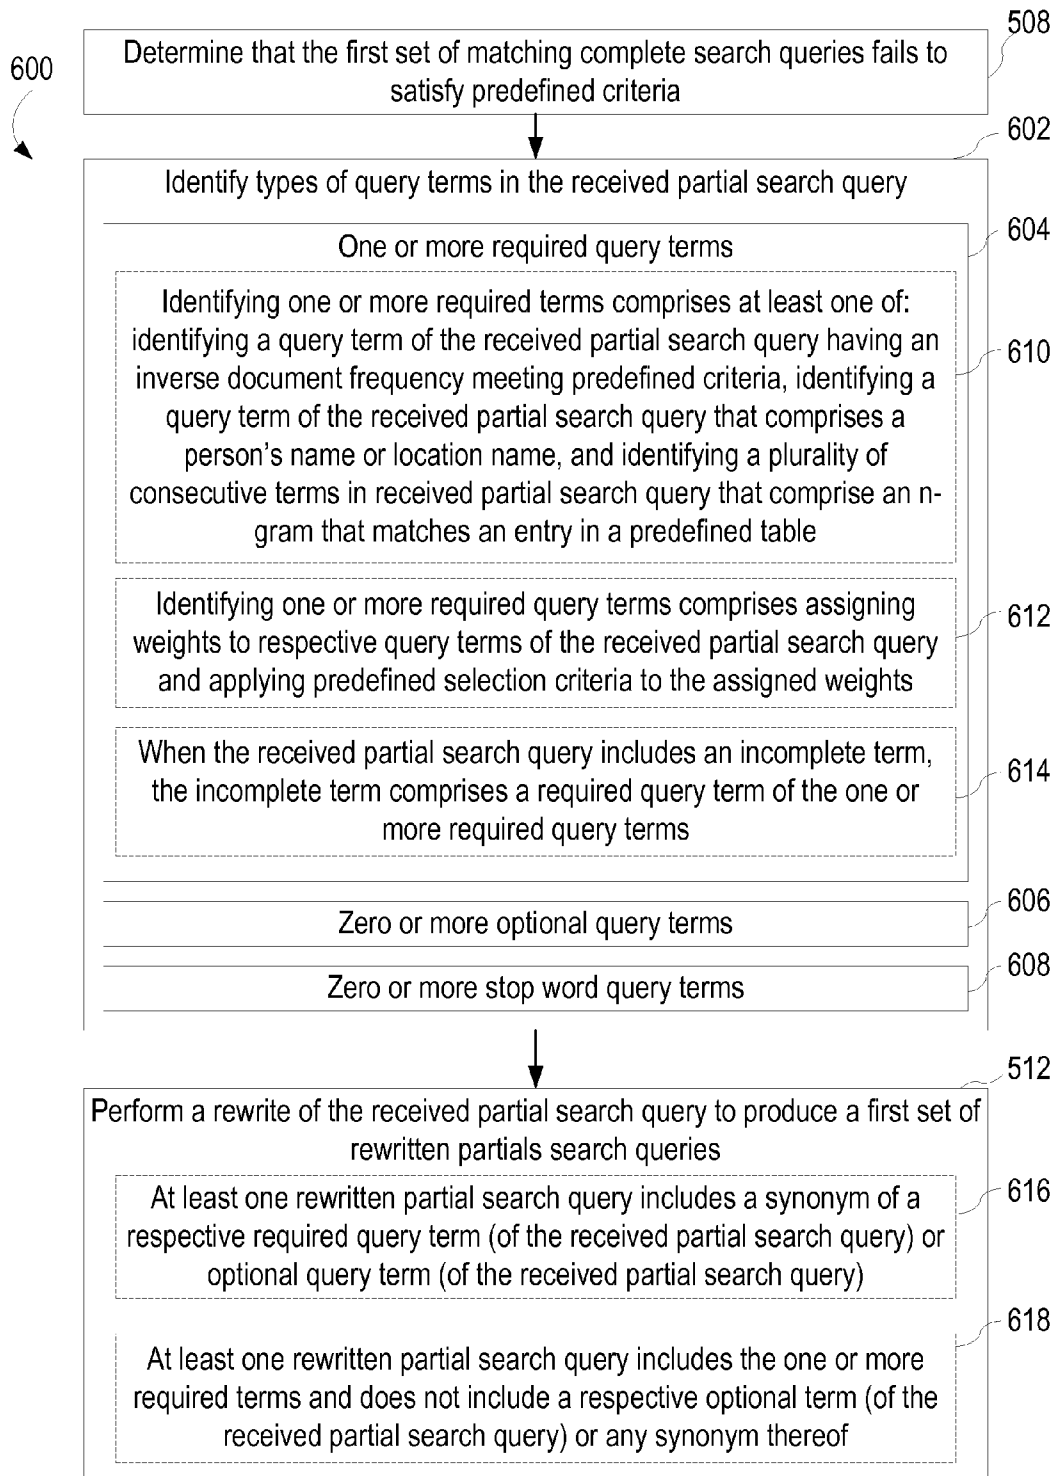 508
Determine that the first set of matching complete search queries fails to
satisfy predefined criteria
600
602
Identify types of query terms in the received partial search query
604
One or more required query terms
Identifying one or more required terms comprises at least one of:
identifying a query term of the received partial search query having an
inverse document frequency meeting predefined criteria, identifying a
query term of the received partial search query that comprises a
person's name or location name, and identifying a plurality of
consecutive terms in received partial search query that comprise an n-
gram that matches an entry in a predefined table
610
Identifying one or more required query terms comprises assigning
weights to respective query terms of the received partial search query
and applying predefined selection criteria to the assigned weights
612
When the received partial search query includes an incomplete term,
the incomplete term comprises a required query term of the one or
more required query terms
614
606
Zero or more optional query terms
608
Zero or more stop word query terms
512
Perform a rewrite of the received partial search query to produce a first set of
rewritten partials search queries
616
At least one rewritten partial search query includes a synonym of a
respective required query term (of the received partial search query) or
optional query term (of the received partial search query)
618
At least one rewritten partial search query includes the one or more
required terms and does not include a respective optional term (of the
received partial search query) or any synonym thereof